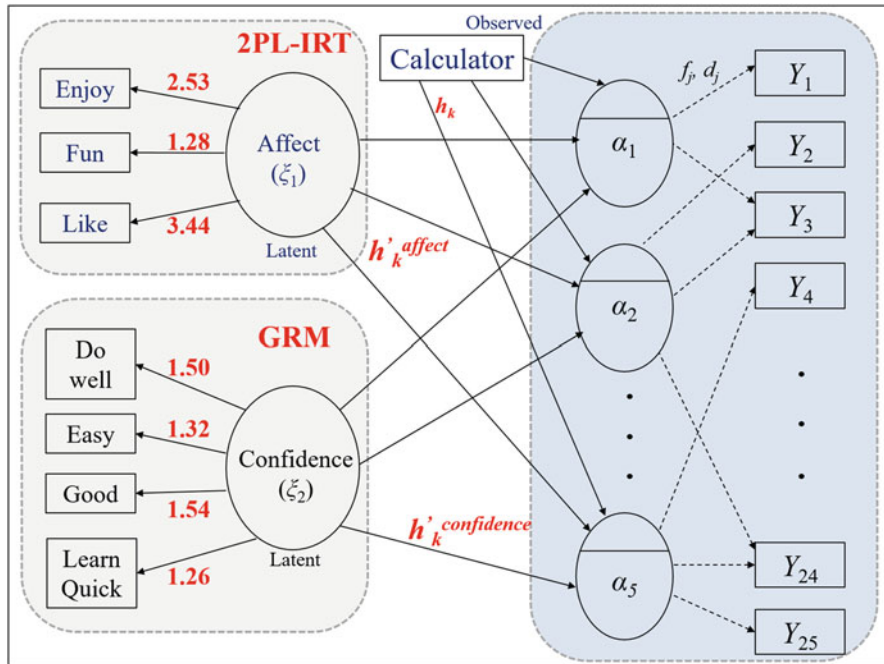 2PL-IRT
Enjoy
2.53
Fun
1.28
Like
3.44
Affect
(ξ₁)
Latent
GRM
Do
well
1.50
Easy
1.32
Good
1.54
Learn
Quick
1.26
Confidence
(ξ₂)
Latent
Observed
Calculator
hₖ
h'ₖ affect
h'ₖ confidence
fⱼ, dⱼ
α₁
α₂
α₅
Y₁
Y₂
Y₃
Y₄
Y₂₄
Y₂₅